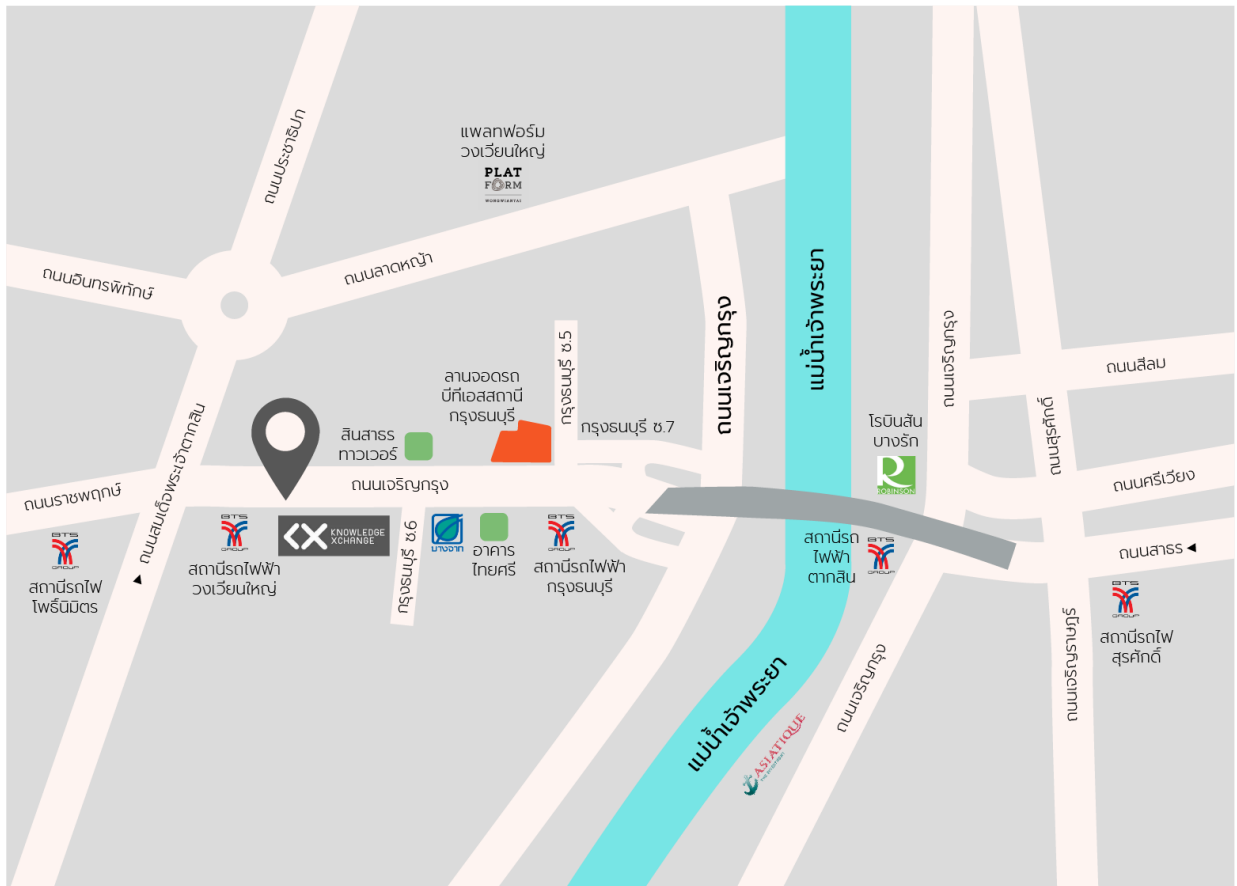 ถนนประชาธิปก
แพลทฟอร์ม
วงเวียนใหญ่
PLAT
FORM
WONGWIANYAI
ถนนอินทรพิทักษ์
ถนนลาดหญ้า
แม่น้ำเจ้าพระยา
ถนนเจริญกรุง
ถนนเจริญกรุง
ถนนสีลม
ถนนสุรศักดิ์
กรุงธนบุรี ซ.5
ลานจอดรถ
บีทีเอสสถานี
กรุงธนบุรี
กรุงธนบุรี ซ.7
สินสาธร
ทาวเวอร์
โรบินสัน
บางรัก
R
ROBINSON
ถนนสมเด็จพระเจ้าตากสิน
ถนนราชพฤกษ์
ถนนเจริญกรุง
ถนนศรีเวียง
BTS
GROUP
สถานีรถไฟ
โพธิ์นิมิตร
BTS
GROUP
สถานีรถไฟฟ้า
วงเวียนใหญ่
KX KNOWLEDGE
XCHANGE
กรุงธนบุรี ซ.6
บางจาก
อาคาร
ไทยศรี
BTS
GROUP
สถานีรถไฟฟ้า
กรุงธนบุรี
สถานีรถ
ไฟฟ้า
ตากสิน
BTS
GROUP
ถนนสาธร
BTS
GROUP
สถานีรถไฟ
สุรศักดิ์
ถนนเจริญราษฎร์
ถนนเจริญกรุง
แม่น้ำเจ้าพระยา
ASIATIQUE
THE RIVERFRONT